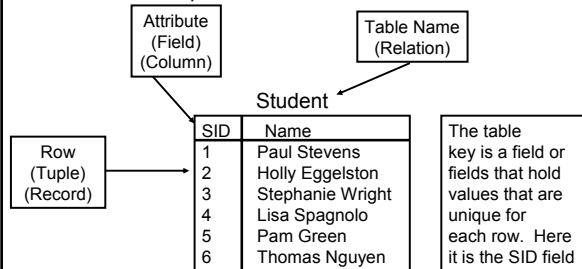 Attribute
(Field)
(Column)
Table Name
(Relation)
Student
Row
(Tuple)
(Record)
SID Name
1 Paul Stevens
2 Holly Eggelston
3 Stephanie Wright
4 Lisa Spagnolo
5 Pam Green
6 Thomas Nguyen
The table
key is a field or
fields that hold
values that are
unique for
each row. Here
it is the SID field